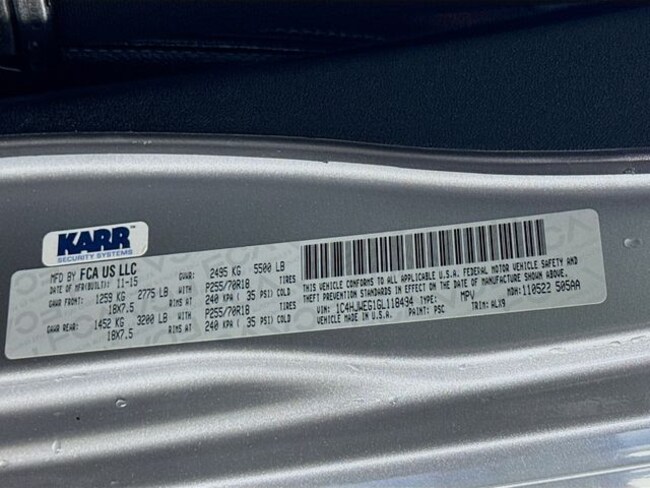 KARR
SECURITY SYSTEMS
MFD BY FCA US LLC
DATE OF MFR(BUILT): 11-15 GVWR: 2495 KG 5500 LB
GAWR FRONT: 1259 KG 2775 LB P255/70R18 TIRES
18X7.5 RIMS AT 240 KPA ( 35 PSI) COLD
GAWR REAR: 1452 KG 3200 LB P255/70R18 TIRES
18X7.5 RIMS AT 240 KPA ( 35 PSI) COLD
THIS VEHICLE CONFORMS TO ALL APPLICABLE U.S.A. FEDERAL MOTOR VEHICLE SAFETY AND
THEFT PREVENTION STANDARDS IN EFFECT ON THE DATE OF MANUFACTURE SHOWN ABOVE.
VIN: 1C4HJWEG1GL118494 TYPE: MPV MDH: 110522 505AA
VEHICLE MADE IN U.S.A. PAINT: PSC TRIM: ALX9